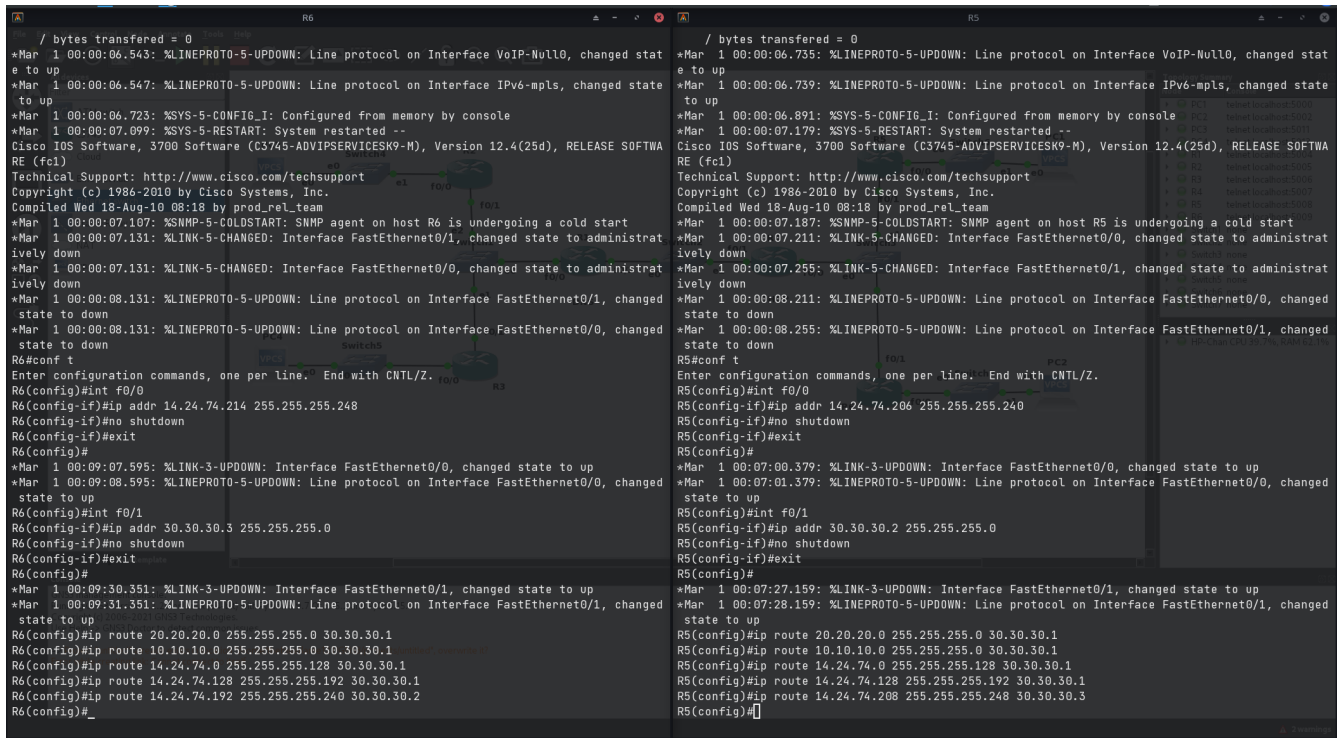 R6
/ bytes transfered = 0
*Mar  1 00:00:06.543: %LINEPROTO-5-UPDOWN: Line protocol on Interface VoIP-Null0, changed stat
e to up
*Mar  1 00:00:06.547: %LINEPROTO-5-UPDOWN: Line protocol on Interface IPv6-mpls, changed state
 to up
*Mar  1 00:00:06.723: %SYS-5-CONFIG_I: Configured from memory by console
*Mar  1 00:00:07.099: %SYS-5-RESTART: System restarted --
Cisco IOS Software, 3700 Software (C3745-ADVIPSERVICESK9-M), Version 12.4(25d), RELEASE SOFTWA
RE (fc1)
Technical Support: http://www.cisco.com/techsupport
Copyright (c) 1986-2010 by Cisco Systems, Inc.
Compiled Wed 18-Aug-10 08:18 by prod_rel_team
*Mar  1 00:00:07.107: %SNMP-5-COLDSTART: SNMP agent on host R6 is undergoing a cold start
*Mar  1 00:00:07.131: %LINK-5-CHANGED: Interface FastEthernet0/1, changed state to administrat
ively down
*Mar  1 00:00:07.131: %LINK-5-CHANGED: Interface FastEthernet0/0, changed state to administrat
ively down
*Mar  1 00:00:08.131: %LINEPROTO-5-UPDOWN: Line protocol on Interface FastEthernet0/1, changed
 state to down
*Mar  1 00:00:08.131: %LINEPROTO-5-UPDOWN: Line protocol on Interface FastEthernet0/0, changed
 state to down
R6#conf t
Enter configuration commands, one per line.  End with CNTL/Z.
R6(config)#int f0/0
R6(config-if)#ip addr 14.24.74.214 255.255.255.248
R6(config-if)#no shutdown
R6(config-if)#exit
R6(config)#
*Mar  1 00:09:07.595: %LINK-3-UPDOWN: Interface FastEthernet0/0, changed state to up
*Mar  1 00:09:08.595: %LINEPROTO-5-UPDOWN: Line protocol on Interface FastEthernet0/0, changed
 state to up
R6(config)#int f0/1
R6(config-if)#ip addr 30.30.30.3 255.255.255.0
R6(config-if)#no shutdown
R6(config-if)#exit
R6(config)#
*Mar  1 00:09:30.351: %LINK-3-UPDOWN: Interface FastEthernet0/1, changed state to up
*Mar  1 00:09:31.351: %LINEPROTO-5-UPDOWN: Line protocol on Interface FastEthernet0/1, changed
 state to up
R6(config)#ip route 20.20.20.0 255.255.255.0 30.30.30.1
R6(config)#ip route 10.10.10.0 255.255.255.0 30.30.30.1
R6(config)#ip route 14.24.74.0 255.255.255.128 30.30.30.1
R6(config)#ip route 14.24.74.128 255.255.255.192 30.30.30.1
R6(config)#ip route 14.24.74.192 255.255.255.240 30.30.30.2
R6(config)#
R5
/ bytes transfered = 0
*Mar  1 00:00:06.735: %LINEPROTO-5-UPDOWN: Line protocol on Interface VoIP-Null0, changed stat
e to up
*Mar  1 00:00:06.739: %LINEPROTO-5-UPDOWN: Line protocol on Interface IPv6-mpls, changed state
 to up
*Mar  1 00:00:06.891: %SYS-5-CONFIG_I: Configured from memory by console
*Mar  1 00:00:07.179: %SYS-5-RESTART: System restarted --
Cisco IOS Software, 3700 Software (C3745-ADVIPSERVICESK9-M), Version 12.4(25d), RELEASE SOFTWA
RE (fc1)
Technical Support: http://www.cisco.com/techsupport
Copyright (c) 1986-2010 by Cisco Systems, Inc.
Compiled Wed 18-Aug-10 08:18 by prod_rel_team
*Mar  1 00:00:07.187: %SNMP-5-COLDSTART: SNMP agent on host R5 is undergoing a cold start
*Mar  1 00:00:07.211: %LINK-5-CHANGED: Interface FastEthernet0/0, changed state to administrat
ively down
*Mar  1 00:00:07.255: %LINK-5-CHANGED: Interface FastEthernet0/1, changed state to administrat
ively down
*Mar  1 00:00:08.211: %LINEPROTO-5-UPDOWN: Line protocol on Interface FastEthernet0/0, changed
 state to down
*Mar  1 00:00:08.255: %LINEPROTO-5-UPDOWN: Line protocol on Interface FastEthernet0/1, changed
 state to down
R5#conf t
Enter configuration commands, one per line.  End with CNTL/Z.
R5(config)#int f0/0
R5(config-if)#ip addr 14.24.74.206 255.255.255.240
R5(config-if)#no shutdown
R5(config-if)#exit
R5(config)#
*Mar  1 00:07:00.379: %LINK-3-UPDOWN: Interface FastEthernet0/0, changed state to up
*Mar  1 00:07:01.379: %LINEPROTO-5-UPDOWN: Line protocol on Interface FastEthernet0/0, changed
 state to up
R5(config)#int f0/1
R5(config-if)#ip addr 30.30.30.2 255.255.255.0
R5(config-if)#no shutdown
R5(config-if)#exit
R5(config)#
*Mar  1 00:07:27.159: %LINK-3-UPDOWN: Interface FastEthernet0/1, changed state to up
*Mar  1 00:07:28.159: %LINEPROTO-5-UPDOWN: Line protocol on Interface FastEthernet0/1, changed
 state to up
R5(config)#ip route 20.20.20.0 255.255.255.0 30.30.30.1
R5(config)#ip route 10.10.10.0 255.255.255.0 30.30.30.1
R5(config)#ip route 14.24.74.0 255.255.255.128 30.30.30.1
R5(config)#ip route 14.24.74.128 255.255.255.192 30.30.30.1
R5(config)#ip route 14.24.74.208 255.255.255.248 30.30.30.3
R5(config)#